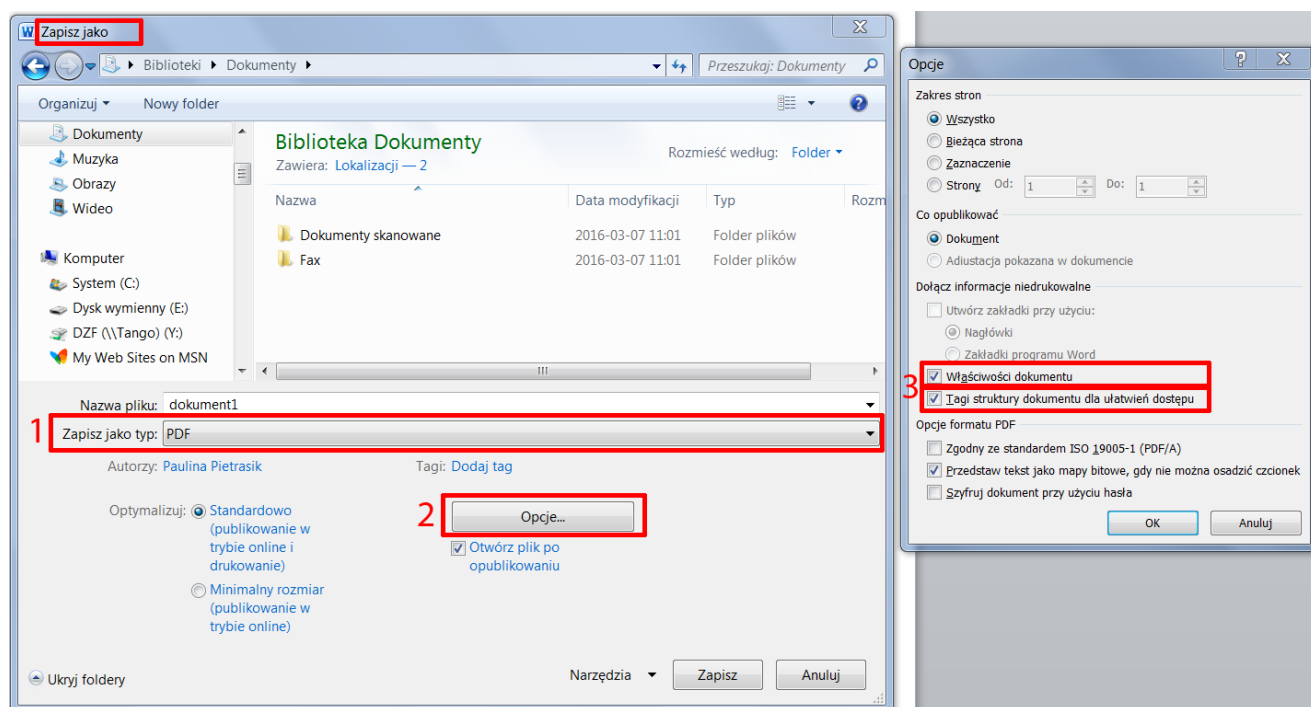 Zapisz jako
Biblioteki Dokumenty
Przeszukaj: Dokumenty
Organizuj Nowy folder
Dokumenty
Muzyka
Obrazy
Wideo
Komputer
System (C:)
Dysk wymienny (E:)
DZF (\\Tango) (Y:)
My Web Sites on MSN
Biblioteka Dokumenty
Zawiera: Lokalizacji — 2
Rozmieść według: Folder
Nazwa Data modyfikacji Typ Rozm
Dokumenty skanowane 2016-03-07 11:01 Folder plików
Fax 2016-03-07 11:01 Folder plików
Nazwa pliku: dokument1
1 Zapisz jako typ: PDF
Autorzy: Paulina Pietrasik Tagi: Dodaj tag
Optymalizuj: Standardowo
(publikowanie w
trybie online i
drukowanie)
Minimalny rozmiar
(publikowanie w
trybie online)
2 Opcje...
Otwórz plik po
opublikowaniu
Ukryj foldery
Narzędzia Zapisz Anuluj
Opcje
Zakres stron
Wszystko
Bieżąca strona
Zaznaczenie
Strony Od: 1 Do: 1
Co opublikować
Dokument
Adiustacja pokazana w dokumencie
Dołącz informacje niedrukowalne
Utwórz zakładki przy użyciu:
Nagłówki
Zakładki programu Word
3 Właściwości dokumentu
Tagi struktury dokumentu dla ułatwień dostępu
Opcje formatu PDF
Zgodny ze standardem ISO 19005-1 (PDF/A)
Przedstaw tekst jako mapy bitowe, gdy nie można osadzić czcionek
Szyfruj dokument przy użyciu hasła
OK Anuluj